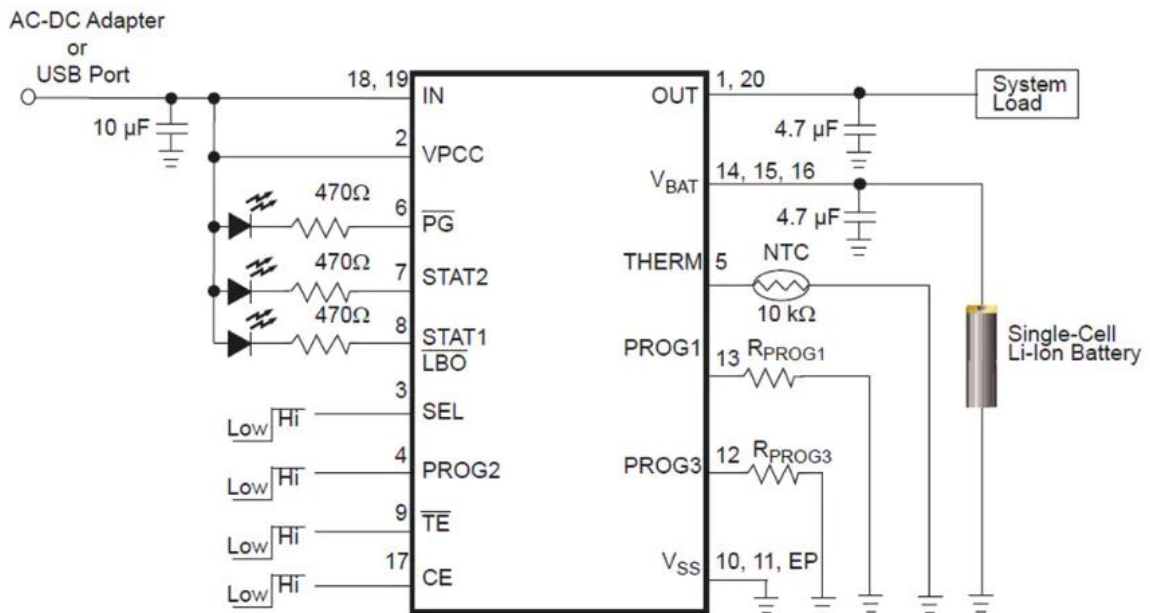 AC-DC Adapter
or
USB Port
10 µF
18, 19
IN
2
VPCC
470Ω
6
P̅G̅
470Ω
7
STAT2
470Ω
8
STAT1
L̅B̅O̅
3
SEL
Low Hi
4
PROG2
Low Hi
9
T̅E̅
Low Hi
17
CE
Low Hi
OUT
1, 20
System
Load
4.7 µF
VBAT
14, 15, 16
4.7 µF
THERM
5
NTC
10 kΩ
Single-Cell
Li-Ion Battery
PROG1
13
RPROG1
PROG3
12
RPROG3
VSS
10, 11, EP